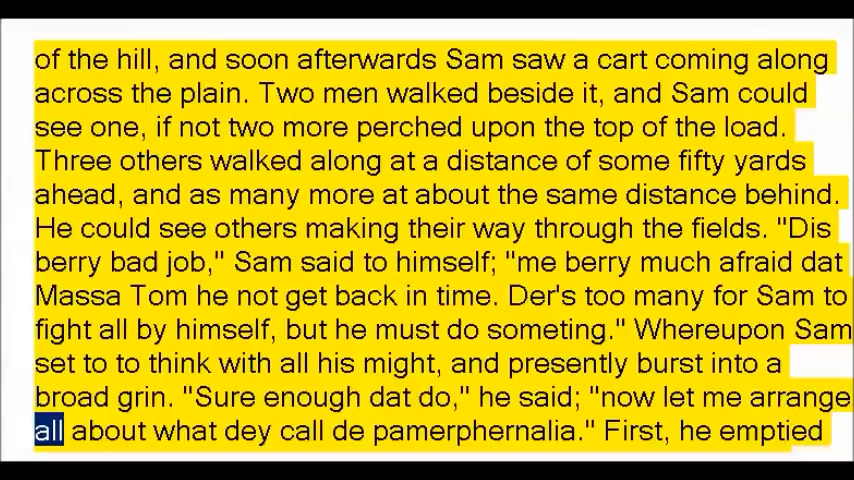 of the hill, and soon afterwards Sam saw a cart coming along
across the plain. Two men walked beside it, and Sam could
see one, if not two more perched upon the top of the load.
Three others walked along at a distance of some fifty yards
ahead, and as many more at about the same distance behind.
He could see others making their way through the fields. "Dis
berry bad job," Sam said to himself; "me berry much afraid dat
Massa Tom he not get back in time. Der's too many for Sam to
fight all by himself, but he must do someting." Whereupon Sam
set to to think with all his might, and presently burst into a
broad grin. "Sure enough dat do," he said; "now let me arrange
all about what dey call de pamerphernalia." First, he emptied